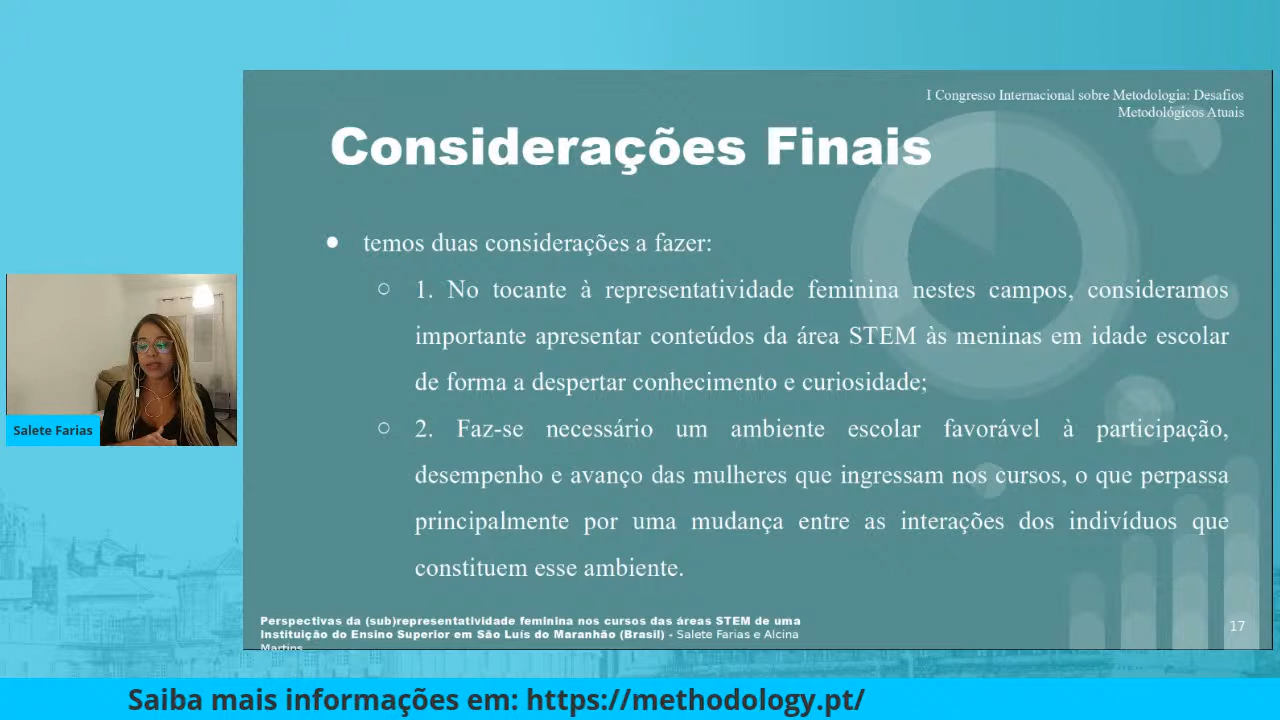 I Congresso Internacional sobre Metodologia: Desafios
Metodológicos Atuais
Considerações Finais
● temos duas considerações a fazer:
○ 1. No tocante à representatividade feminina nestes campos, consideramos
importante apresentar conteúdos da área STEM às meninas em idade escolar
de forma a despertar conhecimento e curiosidade;
○ 2. Faz-se necessário um ambiente escolar favorável à participação,
desempenho e avanço das mulheres que ingressam nos cursos, o que perpassa
principalmente por uma mudança entre as interações dos indivíduos que
constituem esse ambiente.
Salete Farias
Perspectivas da (sub)representatividade feminina nos cursos das áreas STEM de uma
Instituição do Ensino Superior em São Luís do Maranhão (Brasil) - Salete Farias e Alcina
Martins
17
Saiba mais informações em: https://methodology.pt/